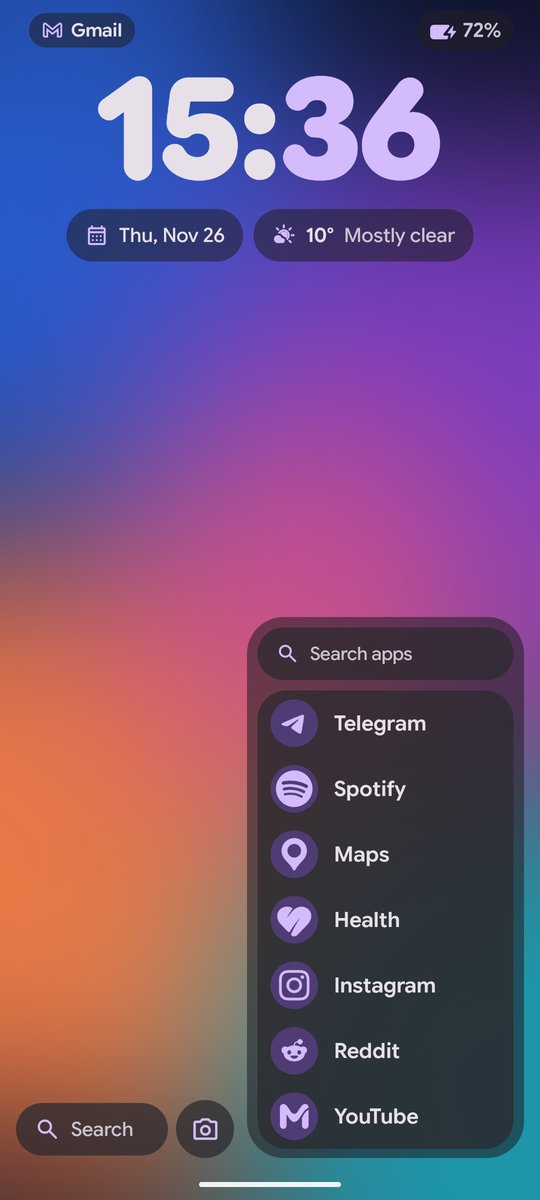 Gmail
72%
15:36
Thu, Nov 26
10° Mostly clear
Search apps
Telegram
Spotify
Maps
Health
Instagram
Reddit
YouTube
Search